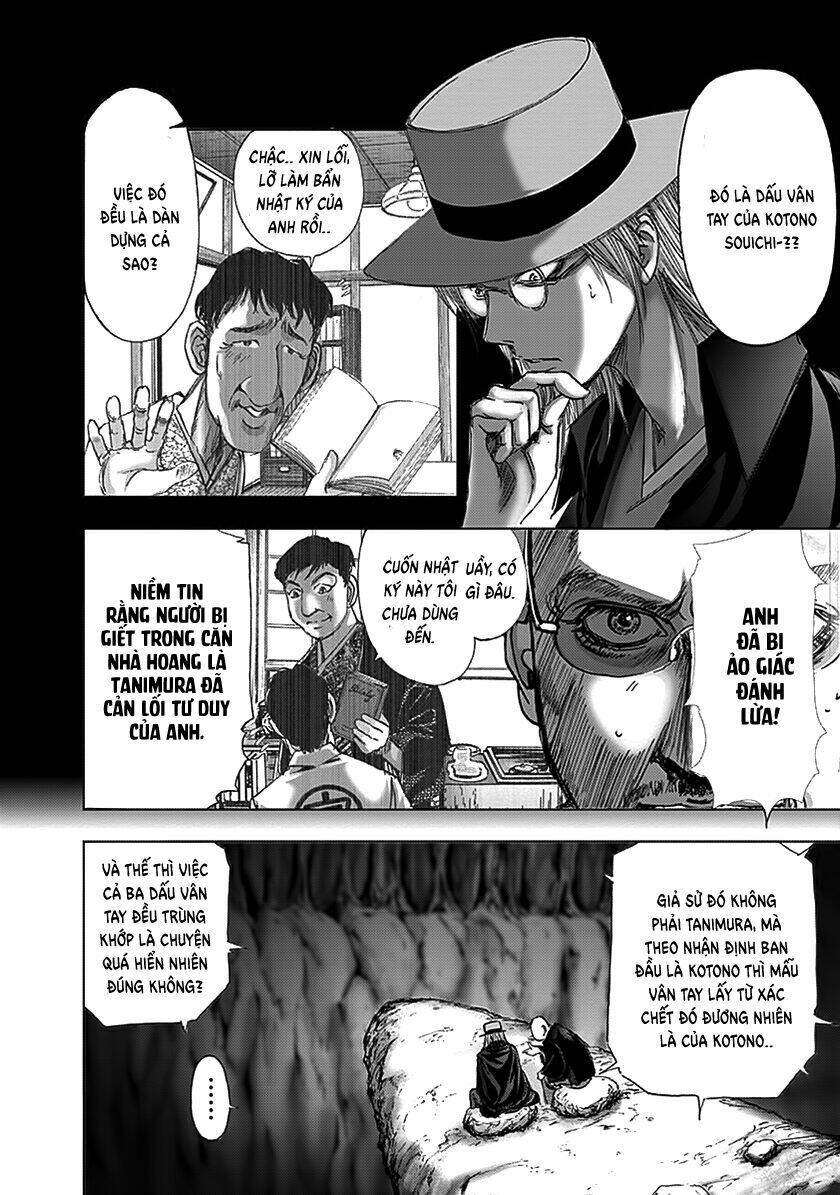 ĐÓ LÀ DẤU VÂN
TAY CỦA KOTONO
SOUICHI-??
CHẬC.. XIN LỖI,
LỠ LÀM BẨN
NHẬT KÝ CỦA
ANH RỒI..
VIỆC ĐÓ
ĐỀU LÀ DÀN
DỰNG CẢ
SAO?
ANH
ĐÃ BỊ
ẢO GIÁC
ĐÁNH
LỪA!
UẦY, CÓ
GÌ ĐÂU.
CUỐN NHẬT
KÝ NÀY TÔI
CHƯA DÙNG
ĐẾN.
NIỀM TIN
RẰNG NGƯỜI BỊ
GIẾT TRONG CĂN
NHÀ HOANG LÀ
TANIMURA ĐÃ
CẢN LỐI TƯ DUY
CỦA ANH.
GIẢ SỬ ĐÓ KHÔNG
PHẢI TANIMURA, MÀ
THEO NHẬN ĐỊNH BAN
ĐẦU LÀ KOTONO THÌ MẪU
VÂN TAY LẤY TỪ XÁC
CHẾT ĐÓ ĐƯƠNG NHIÊN
LÀ CỦA KOTONO..
VÀ THẾ THÌ VIỆC
CẢ BA DẤU VÂN
TAY ĐỀU TRÙNG
KHỚP LÀ CHUYỆN
QUÁ HIỂN NHIÊN
ĐÚNG KHÔNG?
......